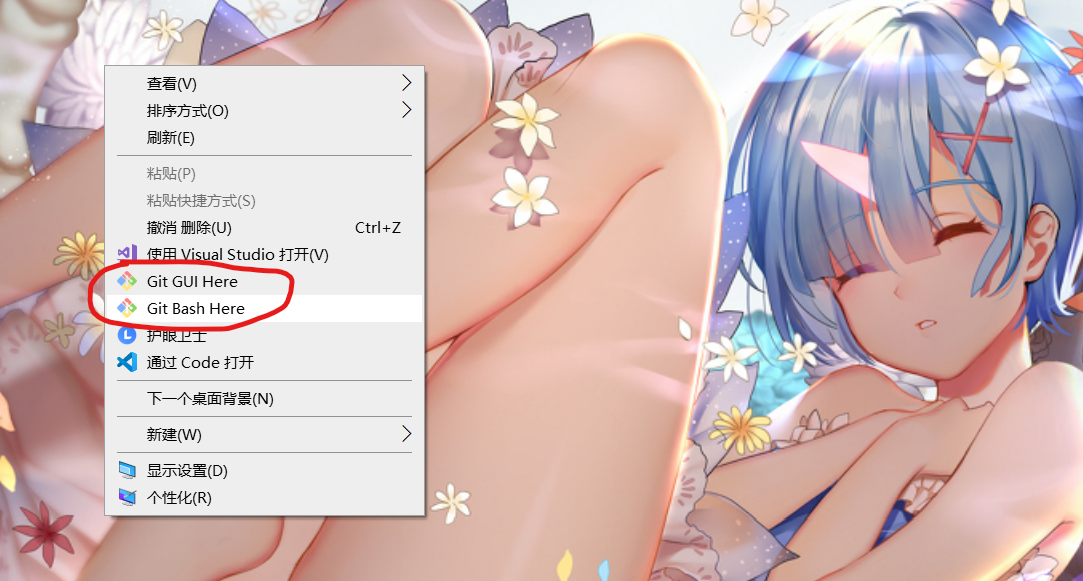 查看(V)
排序方式(O)
刷新(E)
粘贴(P)
粘贴快捷方式(S)
撤消 删除(U) Ctrl+Z
使用 Visual Studio 打开(V)
Git GUI Here
Git Bash Here
护眼卫士
通过 Code 打开
下一个桌面背景(N)
新建(W)
显示设置(D)
个性化(R)